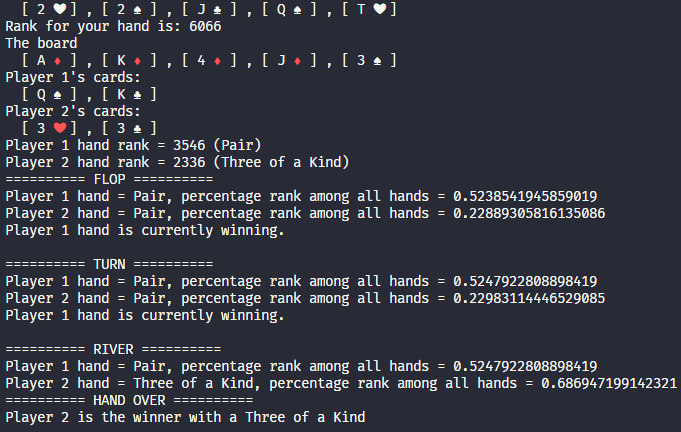 [ 2 ❤ ] , [ 2 ♠ ] , [ J ♣ ] , [ Q ♠ ] , [ T ❤ ]
Rank for your hand is: 6066
The board
[ A ♦ ] , [ K ♦ ] , [ 4 ♦ ] , [ J ♦ ] , [ 3 ♠ ]
Player 1's cards:
[ Q ♠ ] , [ K ♣ ]
Player 2's cards:
[ 3 ❤ ] , [ 3 ♣ ]
Player 1 hand rank = 3546 (Pair)
Player 2 hand rank = 2336 (Three of a Kind)
========== FLOP ==========
Player 1 hand = Pair, percentage rank among all hands = 0.5238541945859019
Player 2 hand = Pair, percentage rank among all hands = 0.22889305816135086
Player 1 hand is currently winning.
========== TURN ==========
Player 1 hand = Pair, percentage rank among all hands = 0.5247922808898419
Player 2 hand = Pair, percentage rank among all hands = 0.22983114446529085
Player 1 hand is currently winning.
========== RIVER ==========
Player 1 hand = Pair, percentage rank among all hands = 0.5247922808898419
Player 2 hand = Three of a Kind, percentage rank among all hands = 0.686947199142321
========== HAND OVER ==========
Player 2 is the winner with a Three of a Kind